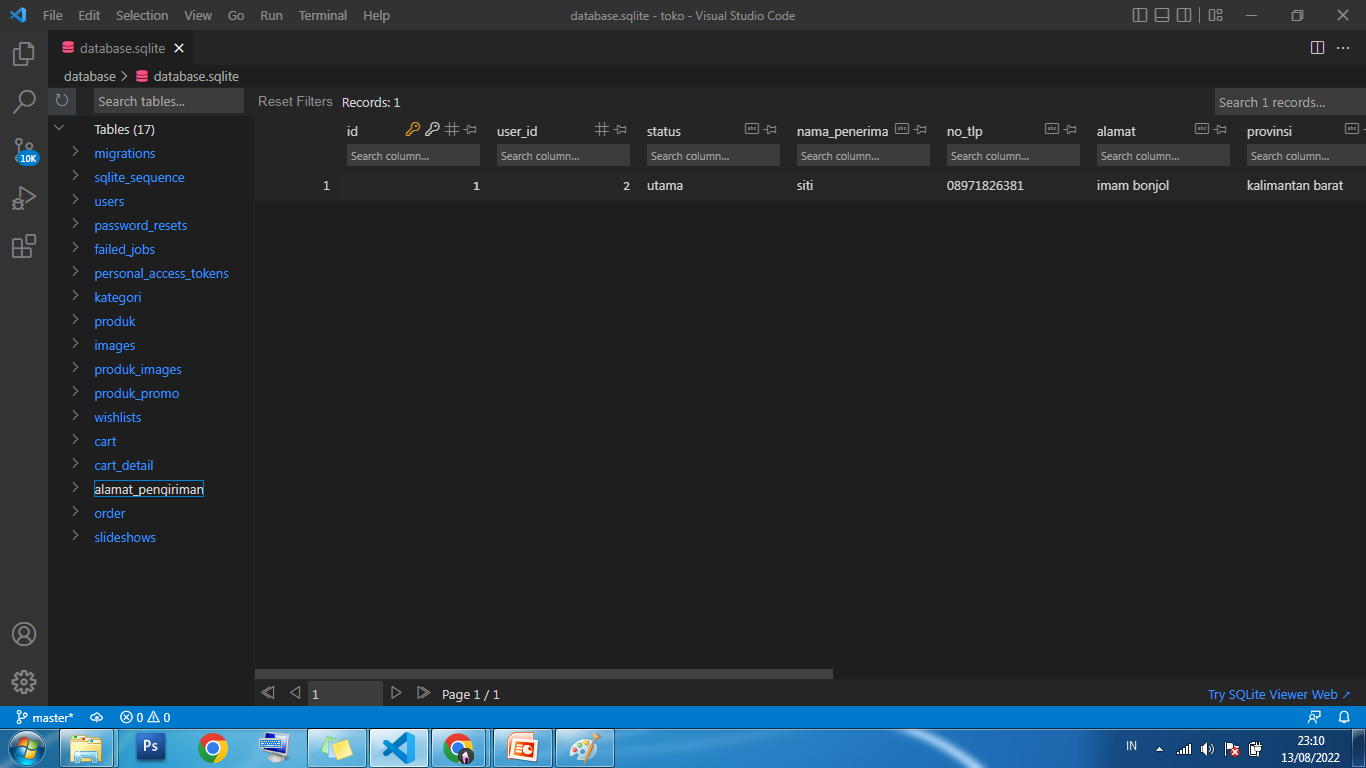 File Edit Selection View Go Run Terminal Help database.sqlite - toko - Visual Studio Code
database.sqlite
database > database.sqlite
Search tables... Reset Filters Records: 1 Search 1 records...
Tables (17)
migrations
sqlite_sequence
users
password_resets
failed_jobs
personal_access_tokens
kategori
produk
images
produk_images
produk_promo
wishlists
cart
cart_detail
alamat_pengiriman
order
slideshows
id user_id status nama_penerima no_tlp alamat provinsi
Search column... Search column... Search column... Search column... Search column... Search column... Search column...
1 1 2 utama siti 08971826381 imam bonjol kalimantan barat
1 Page 1 / 1 Try SQLite Viewer Web ↗
10K
master* 0 0
Ps
IN 23:10
13/08/2022